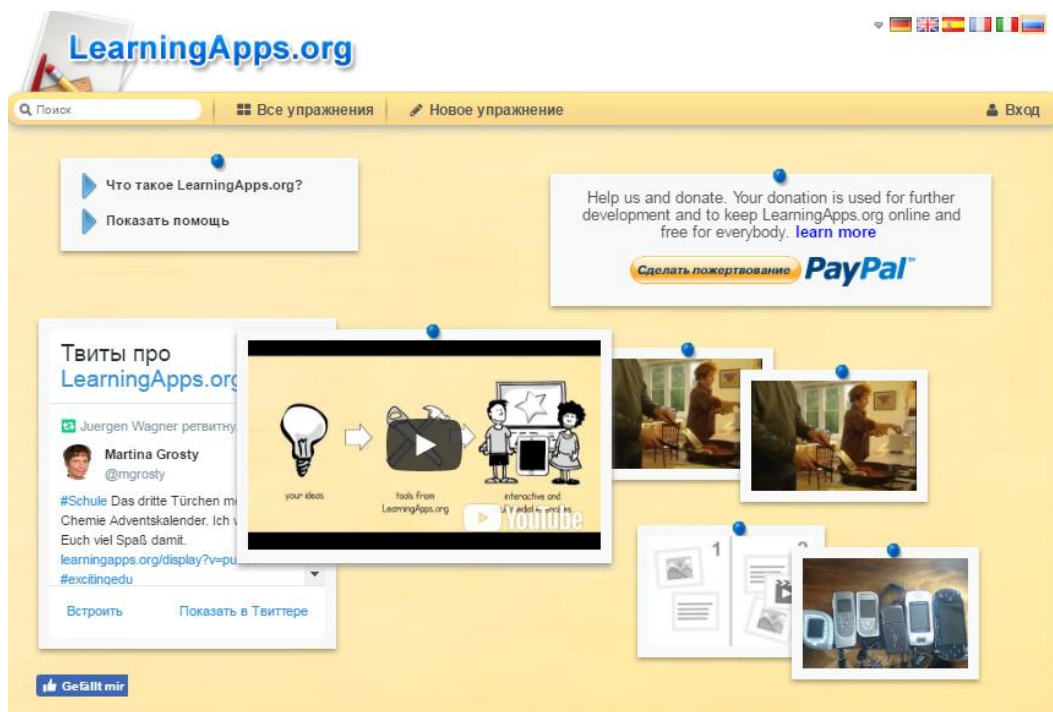 LearningApps.org
Поиск
Все упражнения
Новое упражнение
Вход
Что такое LearningApps.org?
Показать помощь
Help us and donate. Your donation is used for further
development and to keep LearningApps.org online and
free for everybody. learn more
Сделать пожертвование PayPal™
Твиты про
LearningApps.org
Juergen Wagner ретвитну
Martina Grosty
@mgrosty
#Schule Das dritte Türchen
Chemie Adventskalender. Ich
Euch viel Spaß damit.
learningapps.org/display?v=pu
#excitingedu
Встроить
Показать в Твиттере
your ideas
tools from
LearningApps.org
interactive and
YouTube
1
2
Gefällt mir